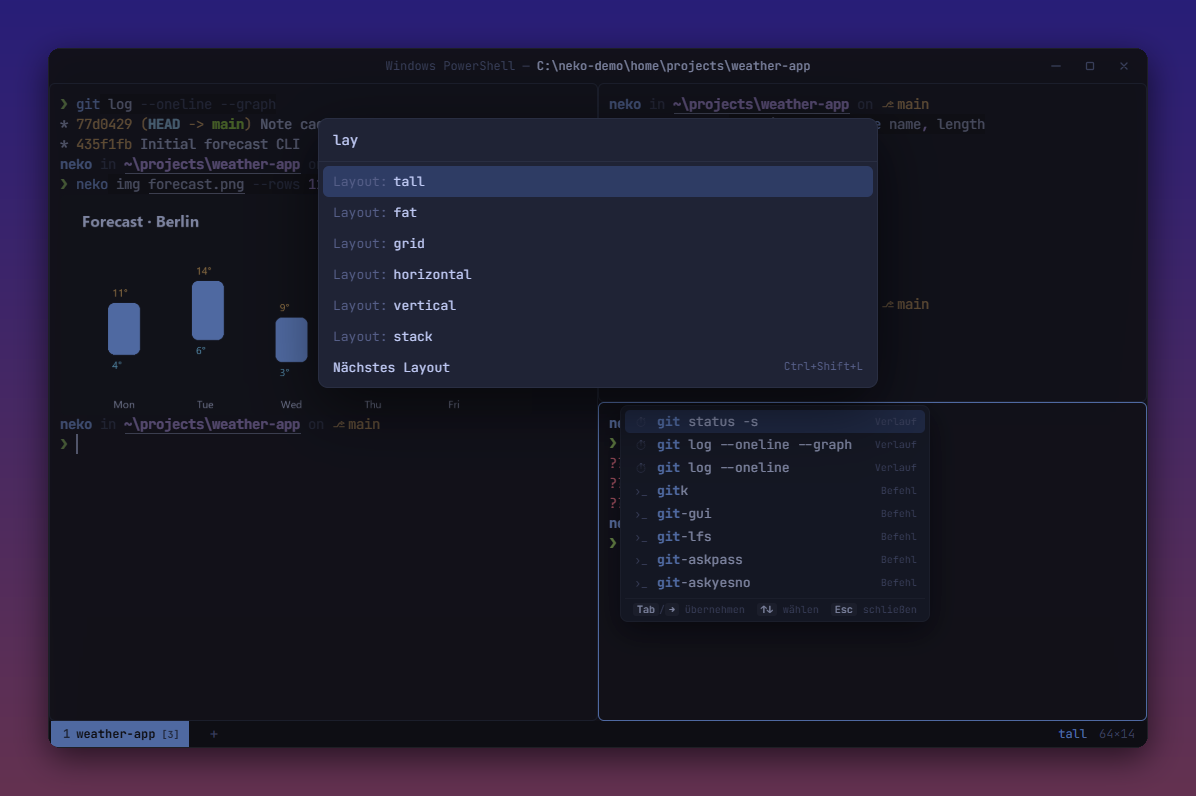 Windows PowerShell — C:\neko-demo\home\projects\weather-app
❯ git log --oneline --graph
* 77d0429 (HEAD -> main) Note cac
* 435f1fb Initial forecast CLI
neko in ~\projects\weather-app o
❯ neko img forecast.png --rows 1
Forecast · Berlin
11°
14°
9°
4°
6°
3°
Mon Tue Wed Thu Fri
neko in ~\projects\weather-app on main
❯
neko in ~\projects\weather-app on main
e name, length
main
lay
Layout: tall
Layout: fat
Layout: grid
Layout: horizontal
Layout: vertical
Layout: stack
Nächstes Layout Ctrl+Shift+L
ne
❯
??
??
??
ne
❯
git status -s Verlauf
git log --oneline --graph Verlauf
git log --oneline Verlauf
>_ gitk Befehl
>_ git-gui Befehl
>_ git-lfs Befehl
>_ git-askpass Befehl
>_ git-askyesno Befehl
Tab / → übernehmen ↑↓ wählen Esc schließen
1 weather-app [3] +
tall 64×14